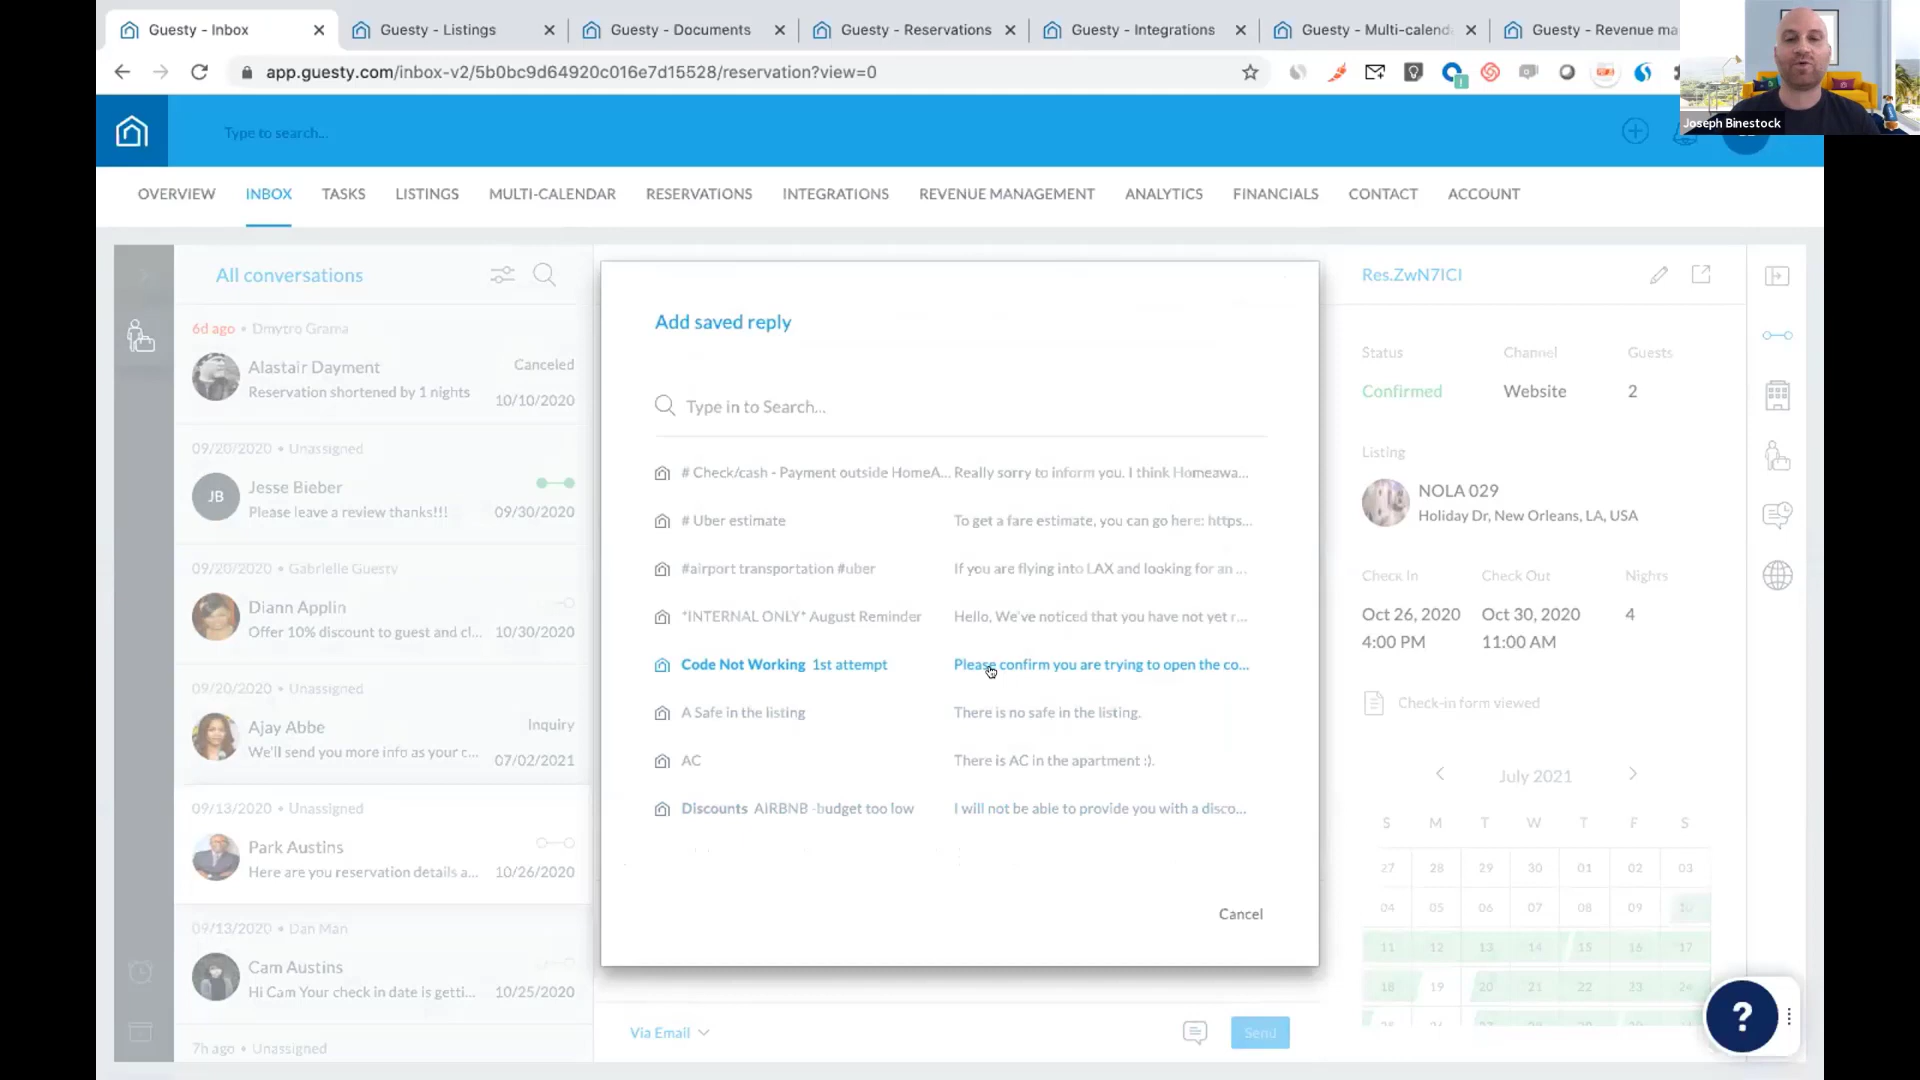 Guesty - Inbox
Guesty - Listings
Guesty - Documents
Guesty - Reservations
Guesty - Integrations
Guesty - Multi-calend
Guesty - Revenue ma
app.guesty.com/inbox-v2/5b0bc9d64920c016e7d15528/reservation?view=0
Joseph Binestock
Type to search...
OVERVIEW INBOX TASKS LISTINGS MULTI-CALENDAR RESERVATIONS INTEGRATIONS REVENUE MANAGEMENT ANALYTICS FINANCIALS CONTACT ACCOUNT
All conversations
6d ago • Dmytro Grama
Alastair Dayment Canceled
Reservation shortened by 1 nights 10/10/2020
09/20/2020 • Unassigned
JB
Jesse Bieber
Please leave a review thanks!!! 09/30/2020
09/20/2020 • Gabrielle Guesty
Diann Applin
Offer 10% discount to guest and cl... 10/30/2020
09/20/2020 • Unassigned
Ajay Abbe Inquiry
We'll send you more info as your c... 07/02/2021
09/13/2020 • Unassigned
Park Austins
Here are you reservation details a... 10/26/2020
09/13/2020 • Dan Man
Cam Austins
Hi Cam Your check in date is getti... 10/25/2020
7h ago • Unassigned
Add saved reply
Type in to Search...
# Check/cash - Payment outside HomeA... Really sorry to inform you. I think Homeawa...
# Uber estimate To get a fare estimate, you can go here: https...
#airport transportation #uber If you are flying into LAX and looking for an ...
*INTERNAL ONLY* August Reminder Hello, We've noticed that you have not yet r...
Code Not Working 1st attempt Please confirm you are trying to open the co...
A Safe in the listing There is no safe in the listing.
AC There is AC in the apartment :).
Discounts AIRBNB -budget too low I will not be able to provide you with a disco...
Cancel
Via Email
Send
Res.ZwN7ICI
Status Channel Guests
Confirmed Website 2
Listing
NOLA 029
Holiday Dr, New Orleans, LA, USA
Check In Check Out Nights
Oct 26, 2020 Oct 30, 2020 4
4:00 PM 11:00 AM
Check-in form viewed
July 2021
S M T W T F S
27 28 29 30 01 02 03
04 05 06 07 08 09 10
11 12 13 14 15 16 17
18 19 20 21 22 23 24
?